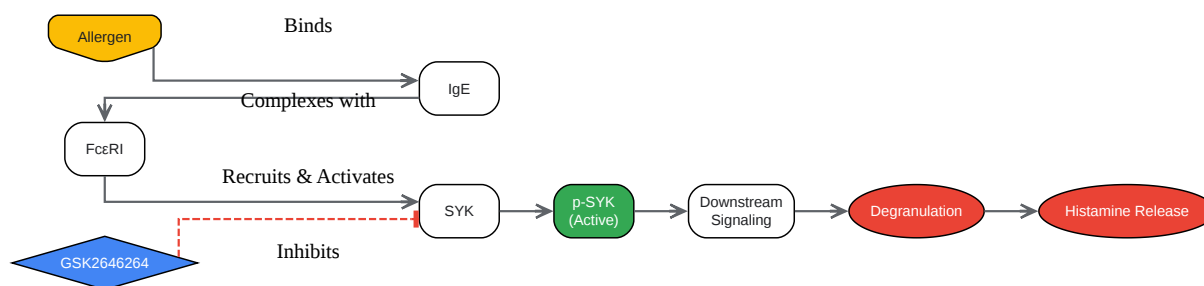 Allergen
Binds
IgE
Complexes with
FcεRI
Recruits & Activates
SYK
p-SYK
(Active)
Downstream
Signaling
Degranulation
Histamine Release
Inhibits
GSK2646264